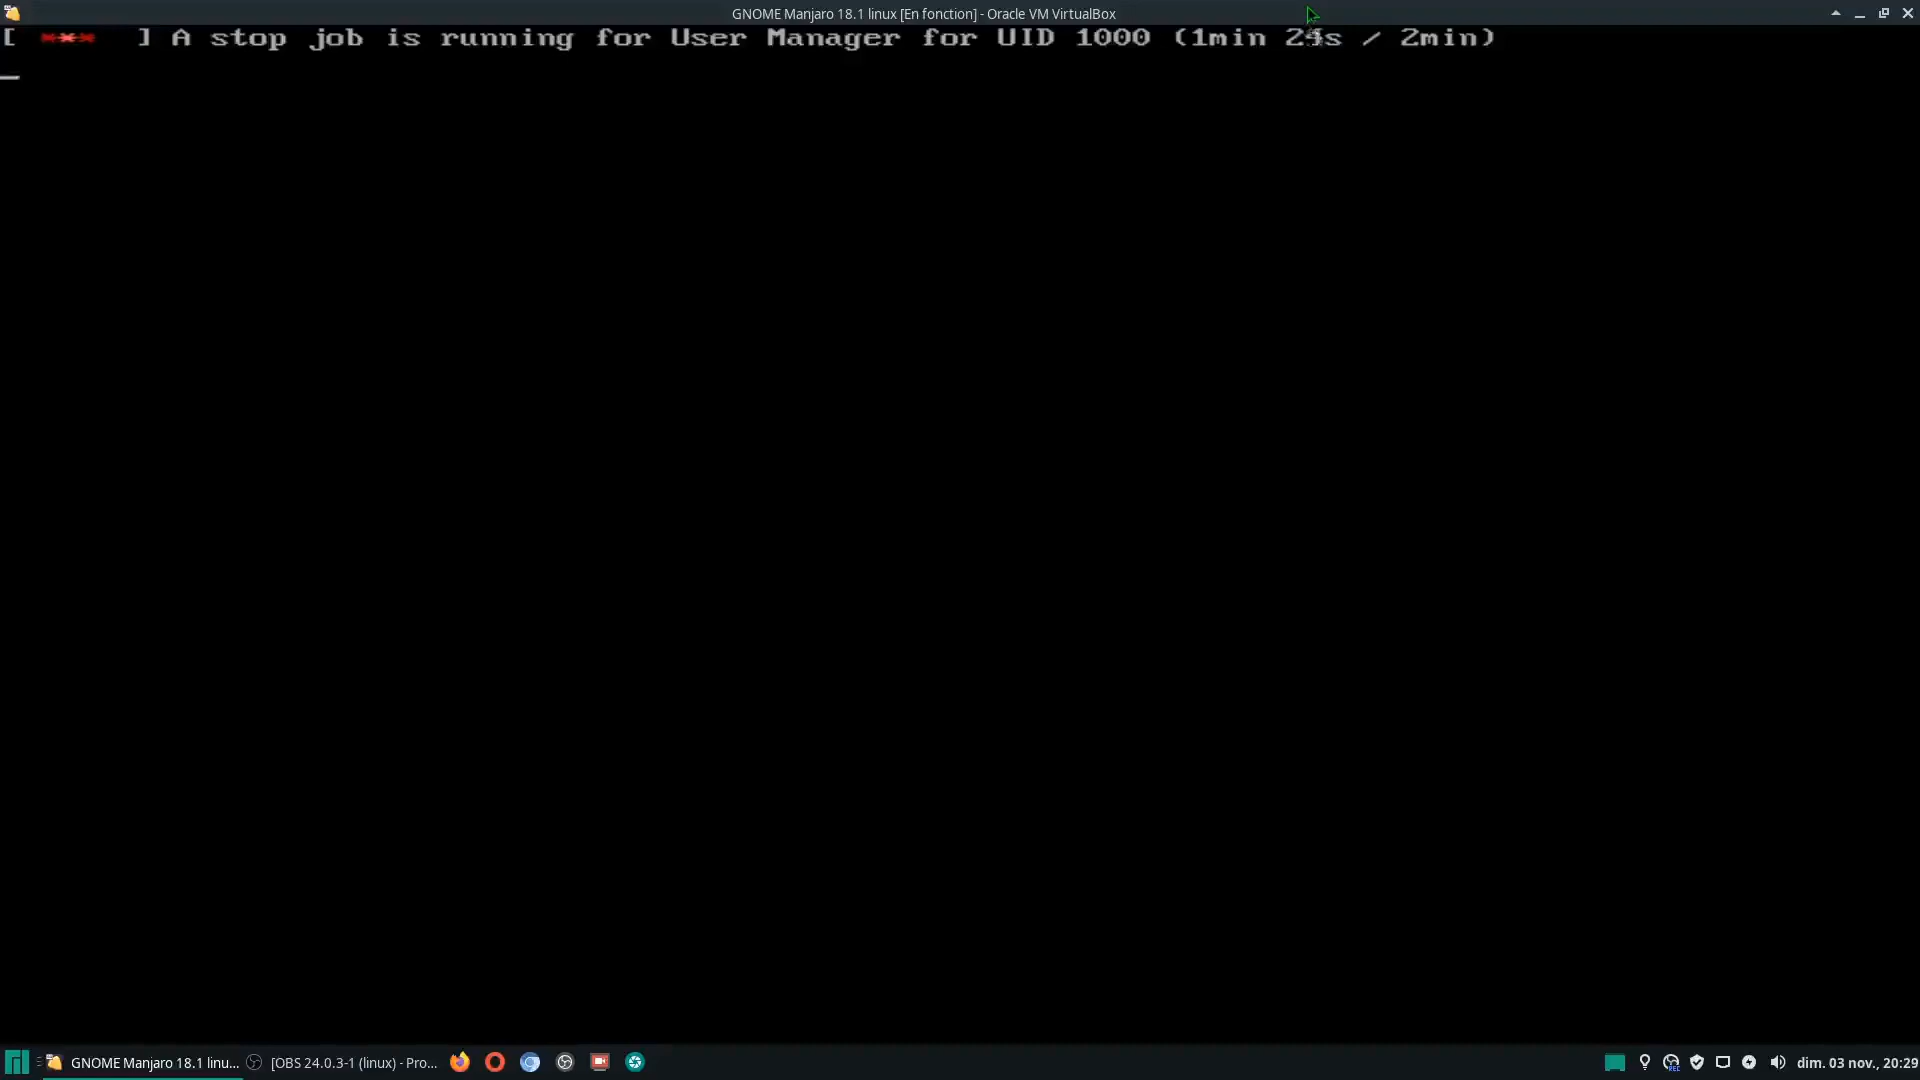 GNOME Manjaro 18.1 linux [En fonction] - Oracle VM VirtualBox
[ *** ] A stop job is running for User Manager for UID 1000 (1min 24s / 2min)
GNOME Manjaro 18.1 linu...
[OBS 24.0.3-1 (linux) - Pro...
REC
dim. 03 nov., 20:29